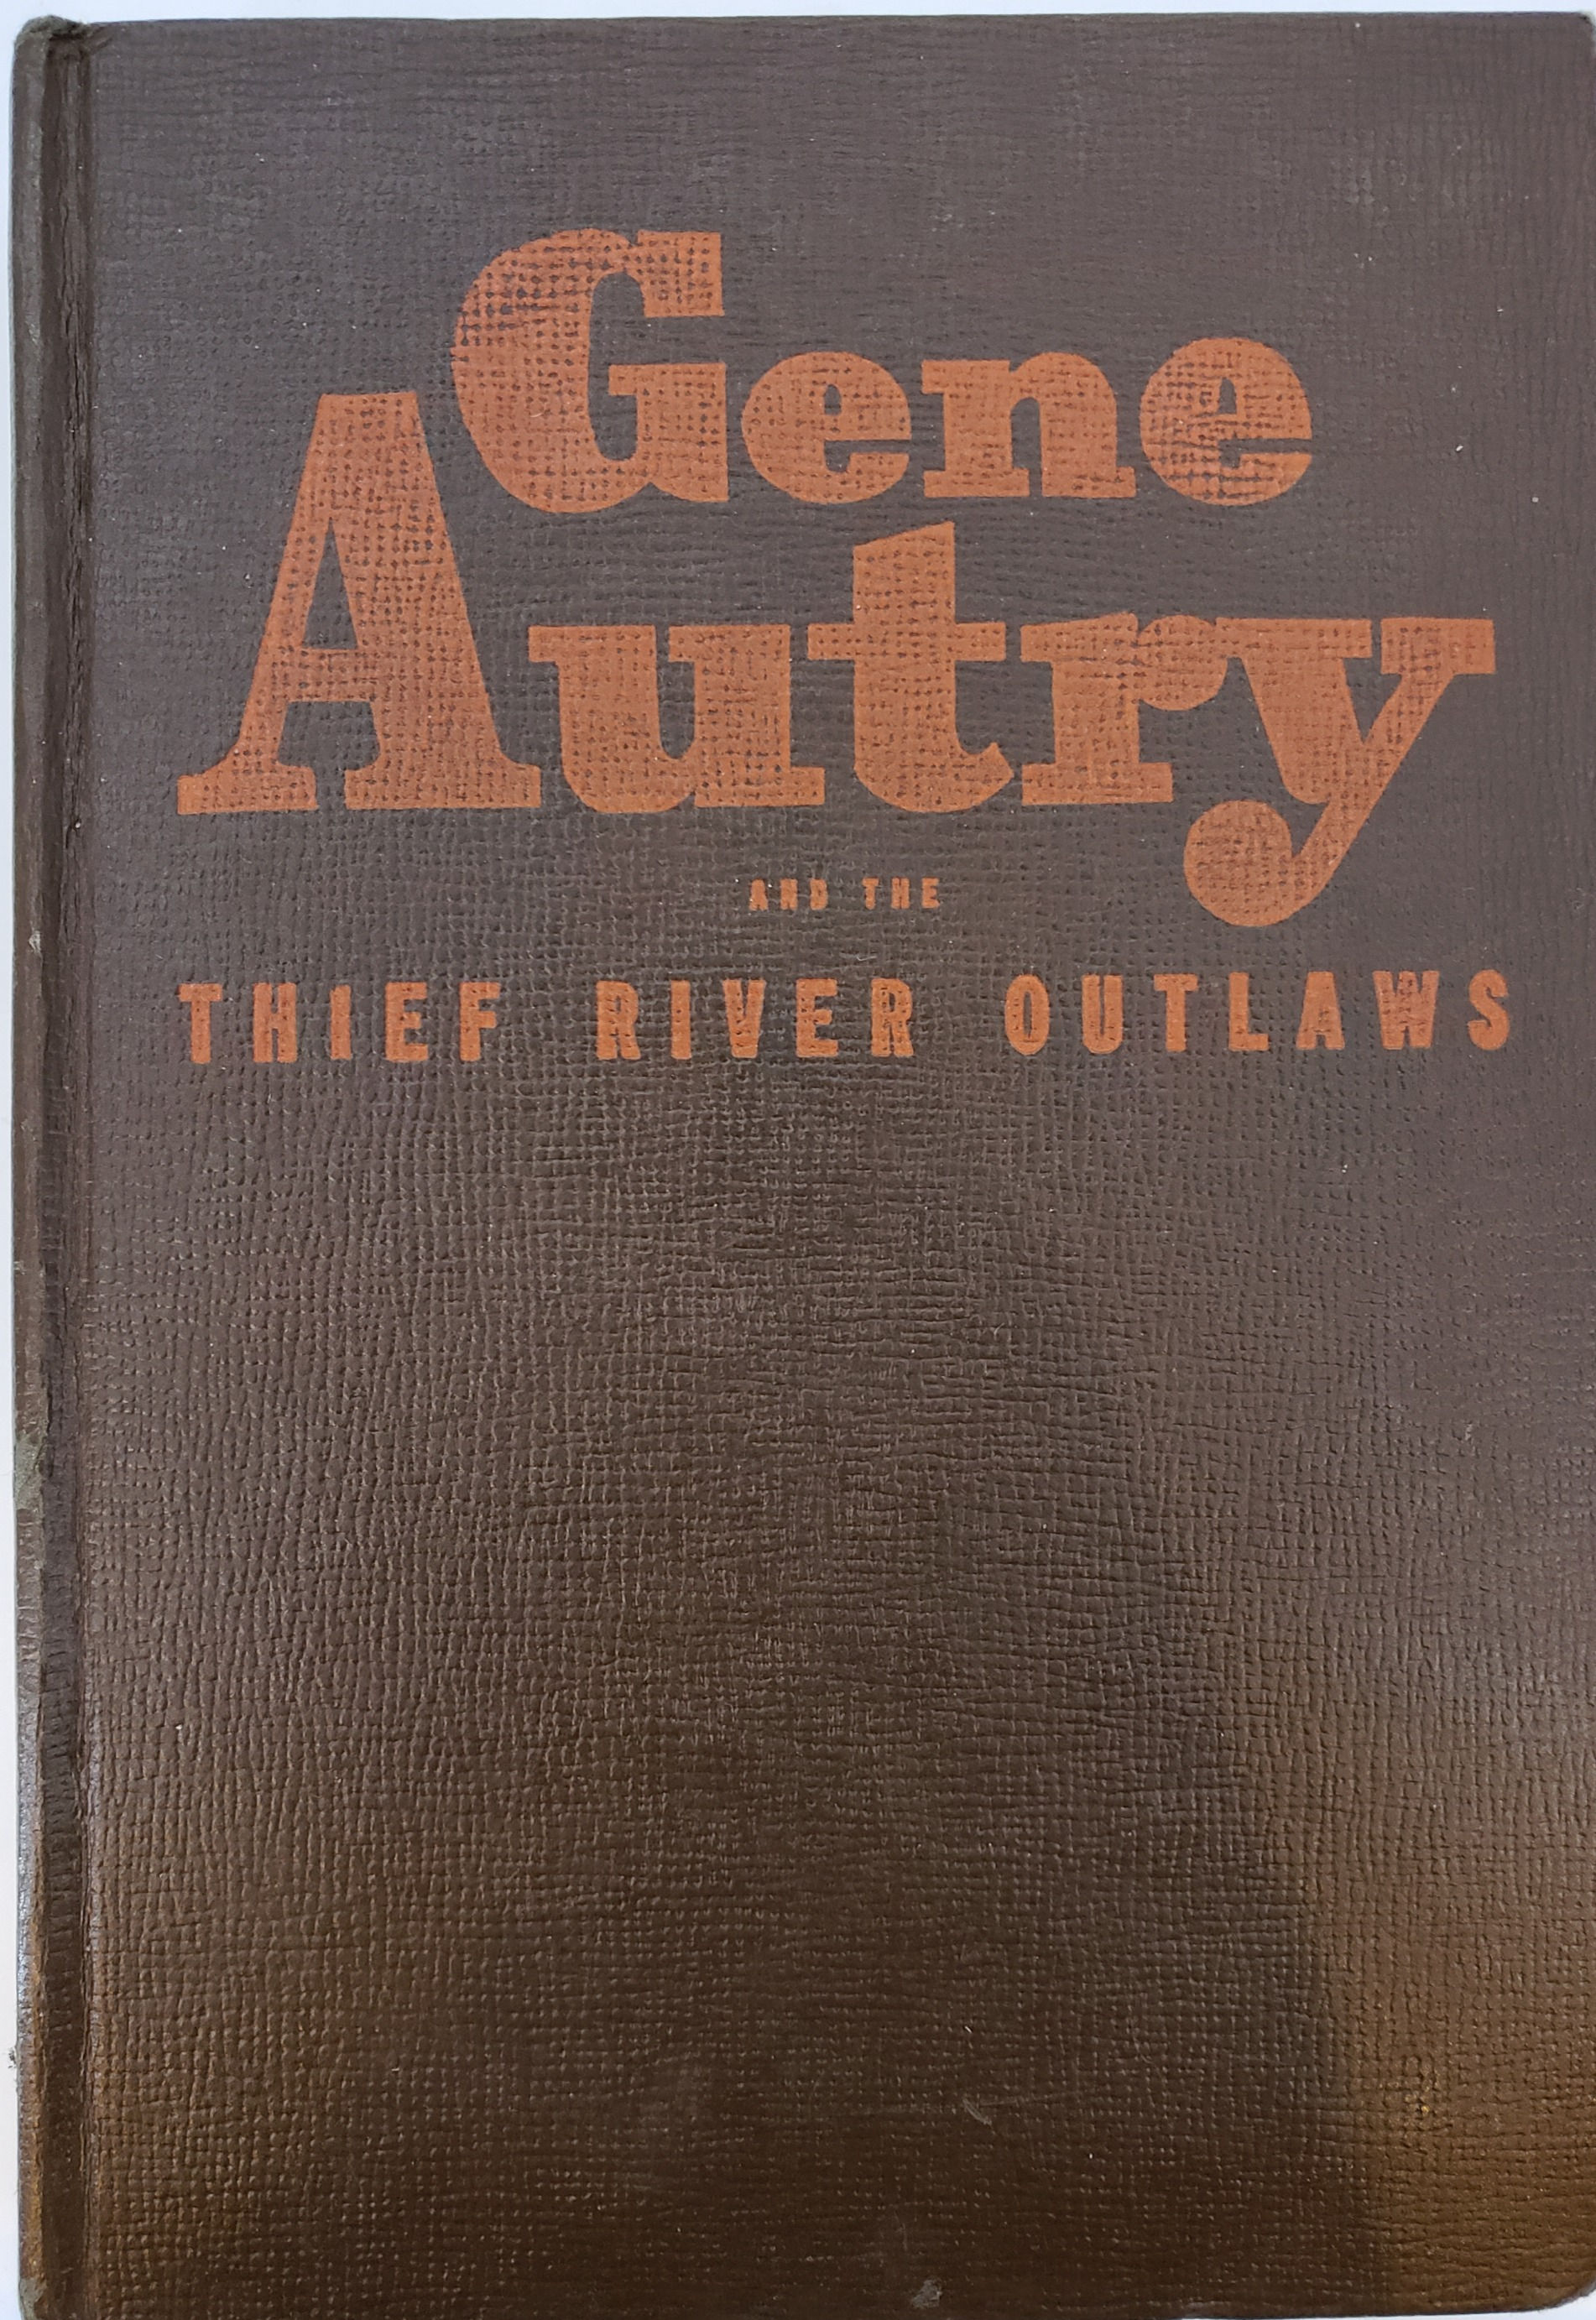 Gene
Autry
AND THE
THIEF RIVER OUTLAWS